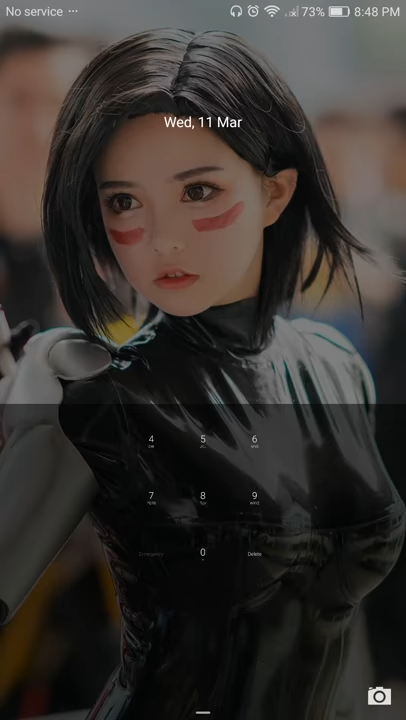 No service ... 73% 8:48 PM
Wed, 11 Mar
4 5 6
7 8 9
Emergency 0 Delete